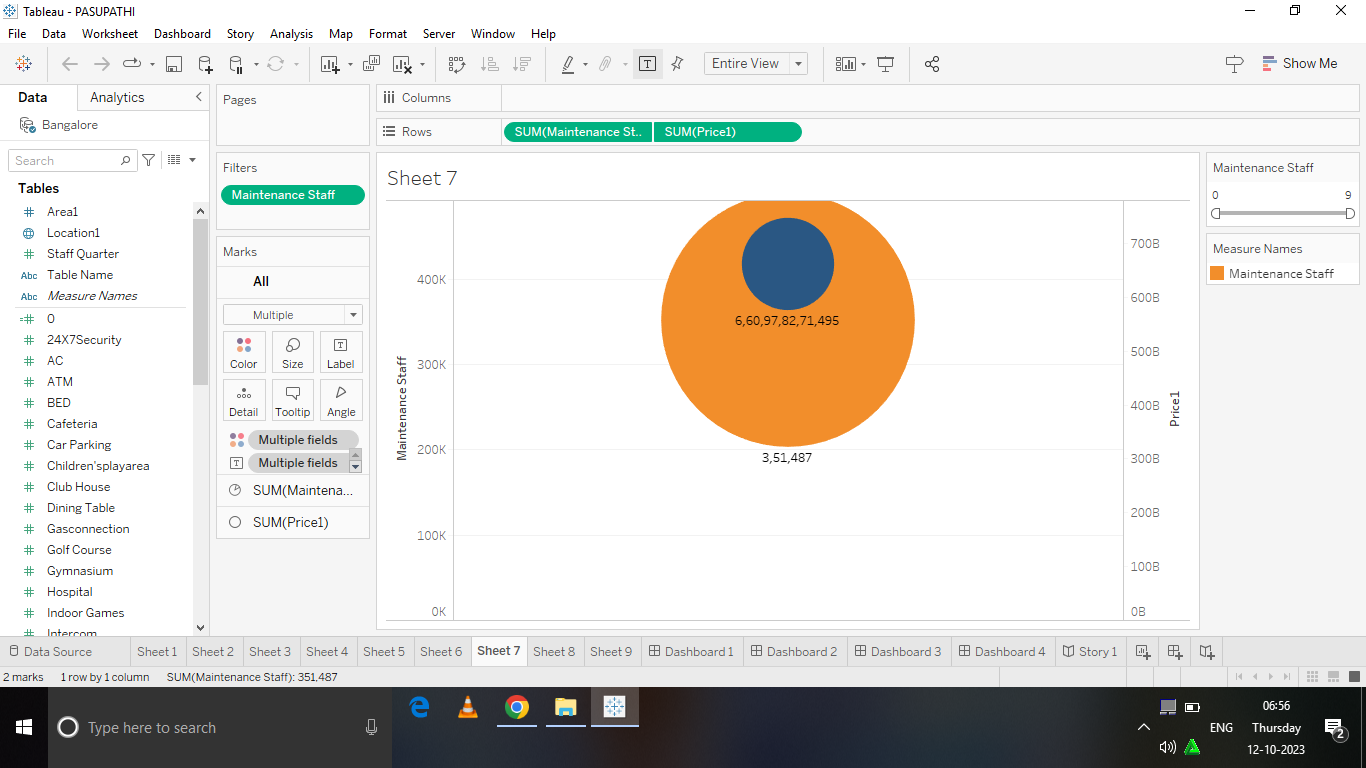 Tableau - PASUPATHI
File Data Worksheet Dashboard Story Analysis Map Format Server Window Help
Entire View
Show Me
Data Analytics
Bangalore
Search
Tables
Area1
Location1
Staff Quarter
Abc Table Name
Abc Measure Names
0
24X7Security
AC
ATM
BED
Cafeteria
Car Parking
Children'splayarea
Club House
Dining Table
Gasconnection
Golf Course
Gymnasium
Hospital
Indoor Games
Intercom
Pages
Filters
Maintenance Staff
Marks
All
Multiple
Color Size Label
Detail Tooltip Angle
Multiple fields
Multiple fields
SUM(Maintena...
SUM(Price1)
Columns
Rows SUM(Maintenance St.. SUM(Price1)
Sheet 7
Maintenance Staff
400K
300K
200K
100K
0K
6,60,97,82,71,495
3,51,487
700B
600B
500B
400B
300B
200B
100B
0B
Price1
Maintenance Staff
0 9
Measure Names
Maintenance Staff
Data Source Sheet 1 Sheet 2 Sheet 3 Sheet 4 Sheet 5 Sheet 6 Sheet 7 Sheet 8 Sheet 9 Dashboard 1 Dashboard 2 Dashboard 3 Dashboard 4 Story 1
2 marks 1 row by 1 column SUM(Maintenance Staff): 351,487
Type here to search
ENG
06:56
Thursday
12-10-2023
2